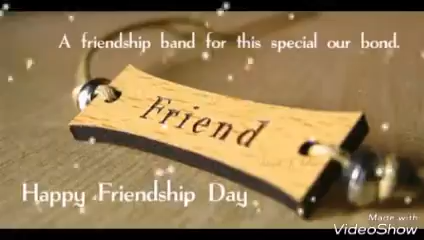 A friendship band for this special our bond.
Friend
Happy Friendship Day
Made with
VideoShow